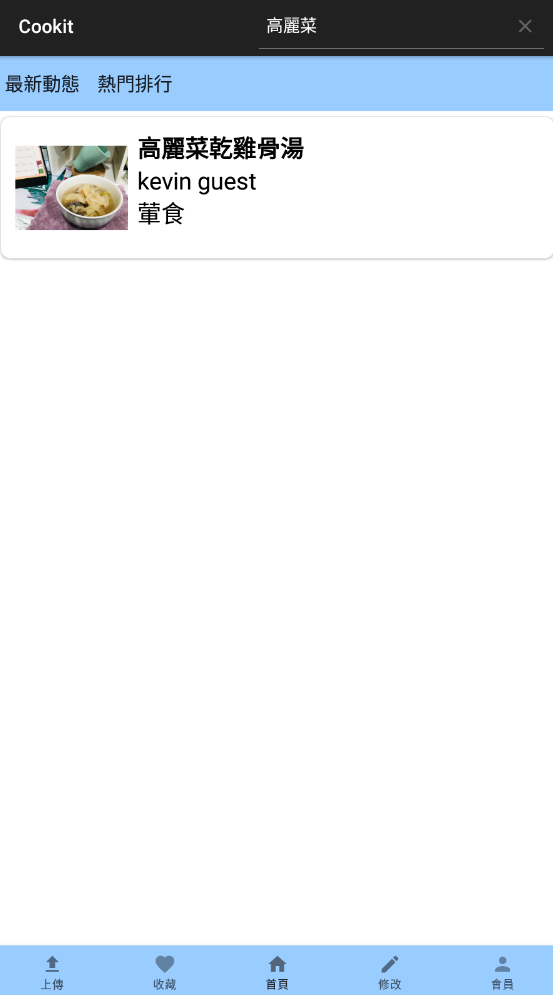 Cookit
高麗菜
最新動態 熱門排行
高麗菜乾雞骨湯
kevin guest
葷食
上傳 收藏 首頁 修改 會員